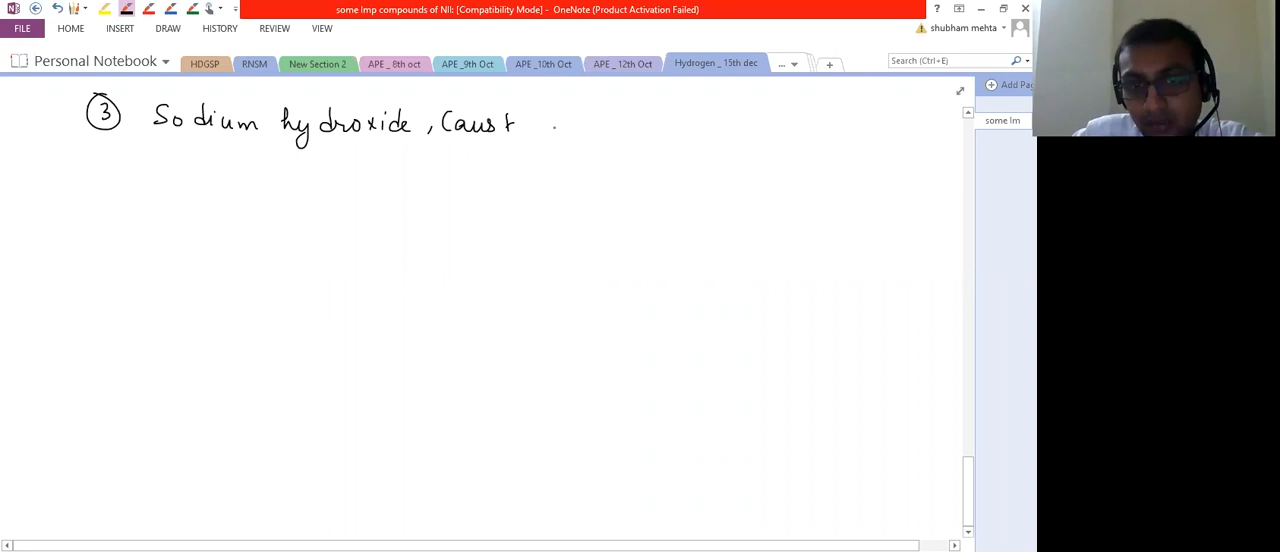 some Imp compounds of NII: [Compatibility Mode] - OneNote (Product Activation Failed)
?
FILE HOME INSERT DRAW HISTORY REVIEW VIEW
shubham mehta
Personal Notebook HDGSP RNSM New Section 2 APE _ 8th oct APE _9th Oct APE _10th Oct APE _ 12th Oct Hydrogen _ 15th dec ... Search (Ctrl+E)
Add Pag
some Im
3 Sodium hydroxide, Caust